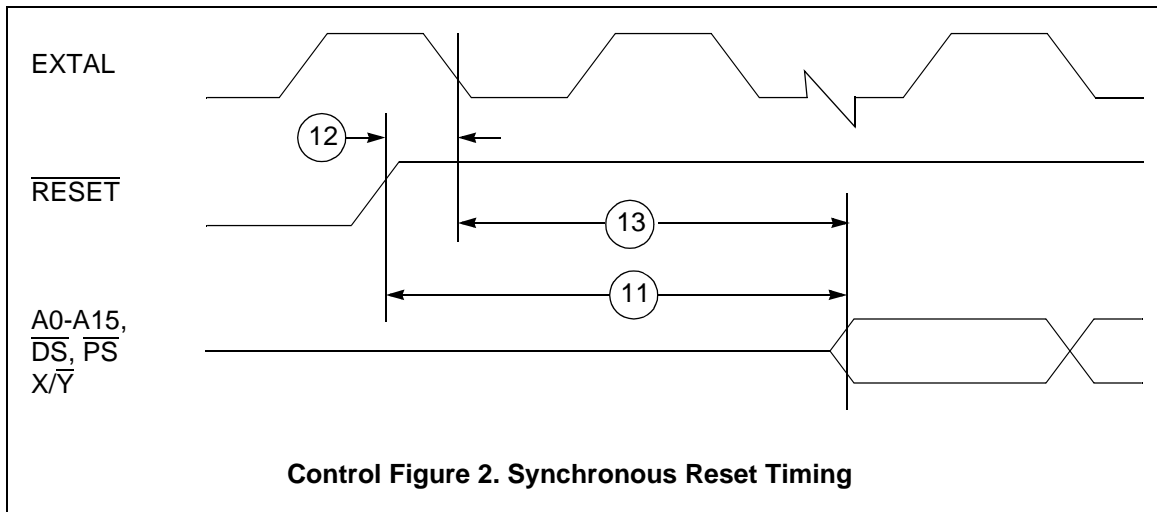 EXTAL
12
RESET
13
11
A0-A15,
DS, PS
X/Y
Control Figure 2. Synchronous Reset Timing